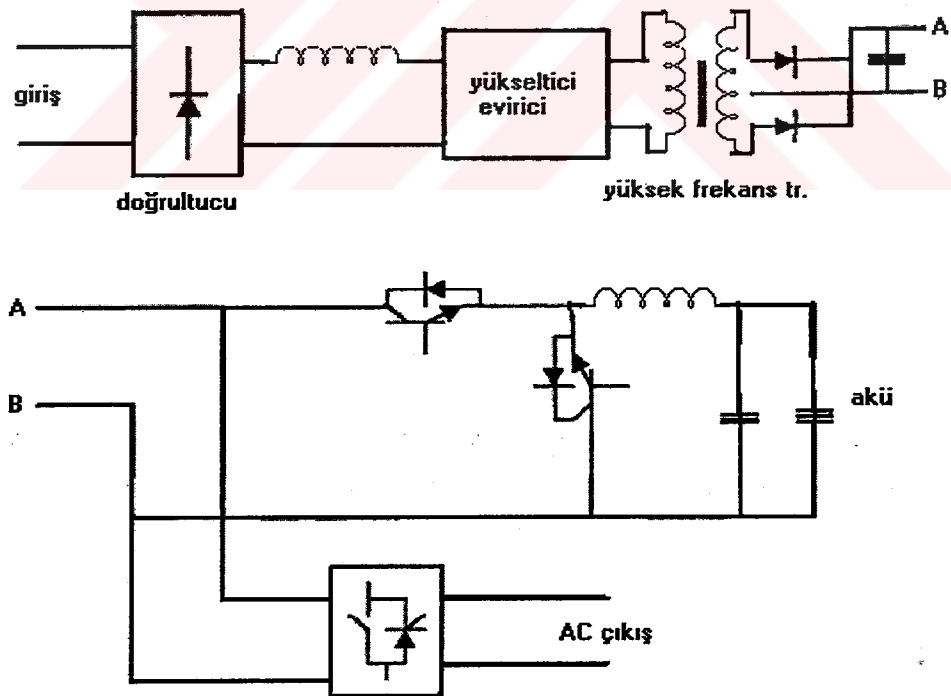 giriş
doğrultucu
yükseltici
evirici
yüksek frekans tr.
A
B
A
B
akü
AC çıkış